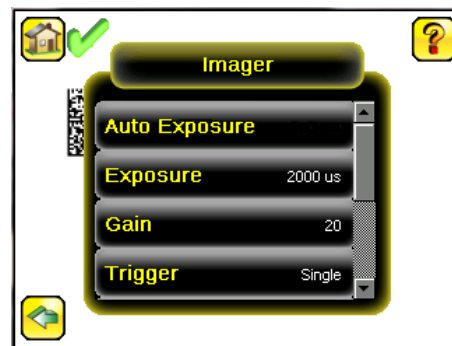 Imager
Auto Exposure
Exposure 2000 us
Gain 20
Trigger Single
?